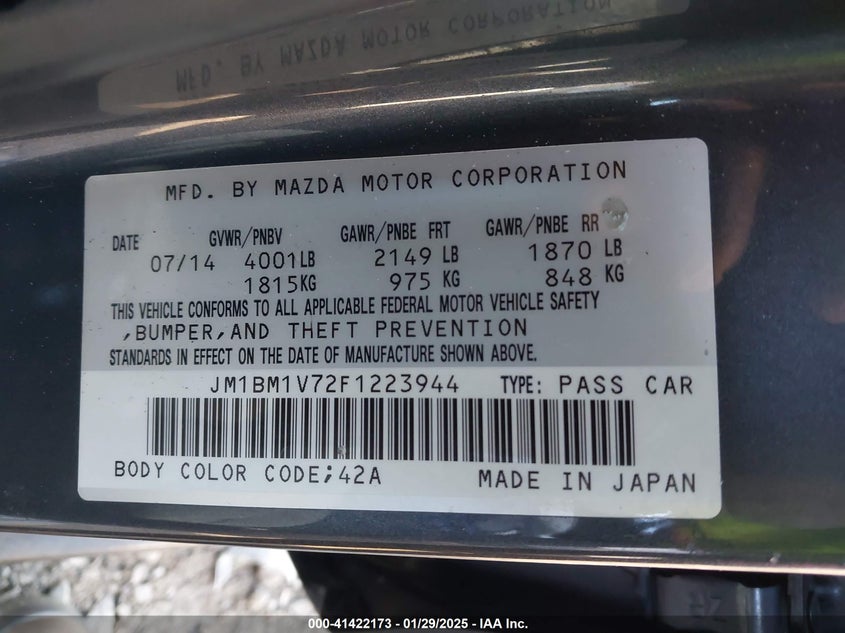 MFD. BY MAZDA MOTOR CORPORATION
DATE GVWR/PNBV GAWR/PNBE FRT GAWR/PNBE RR
07/14 4001LB 2149 LB 1870 LB
1815KG 975 KG 848 KG
THIS VEHICLE CONFORMS TO ALL APPLICABLE FEDERAL MOTOR VEHICLE SAFETY
,BUMPER,AND THEFT PREVENTION
STANDARDS IN EFFECT ON THE DATE OF MANUFACTURE SHOWN ABOVE.
JM1BM1V72F1223944 TYPE: PASS CAR
BODY COLOR CODE;42A MADE IN JAPAN
000-41422173 - 01/29/2025 - IAA Inc.